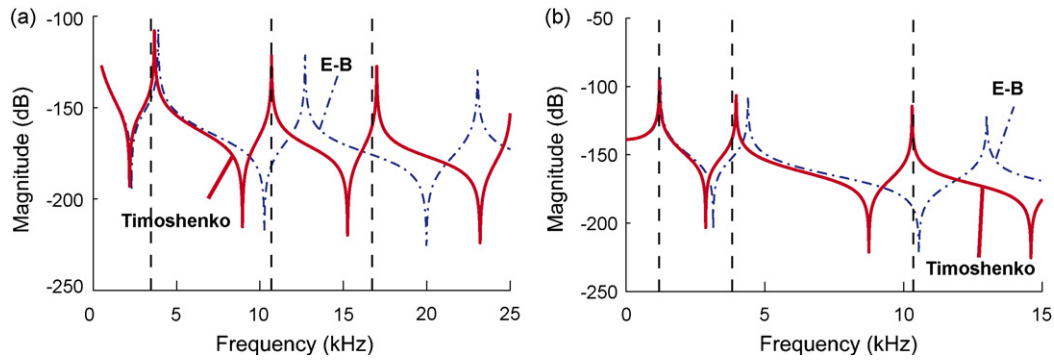 (a)
-100
-150
-200
-250
Magnitude (dB)
E-B
Timoshenko
0 5 10 15 20 25
Frequency (kHz)
(b)
-50
-100
-150
-200
-250
Magnitude (dB)
E-B
Timoshenko
0 5 10 15
Frequency (kHz)